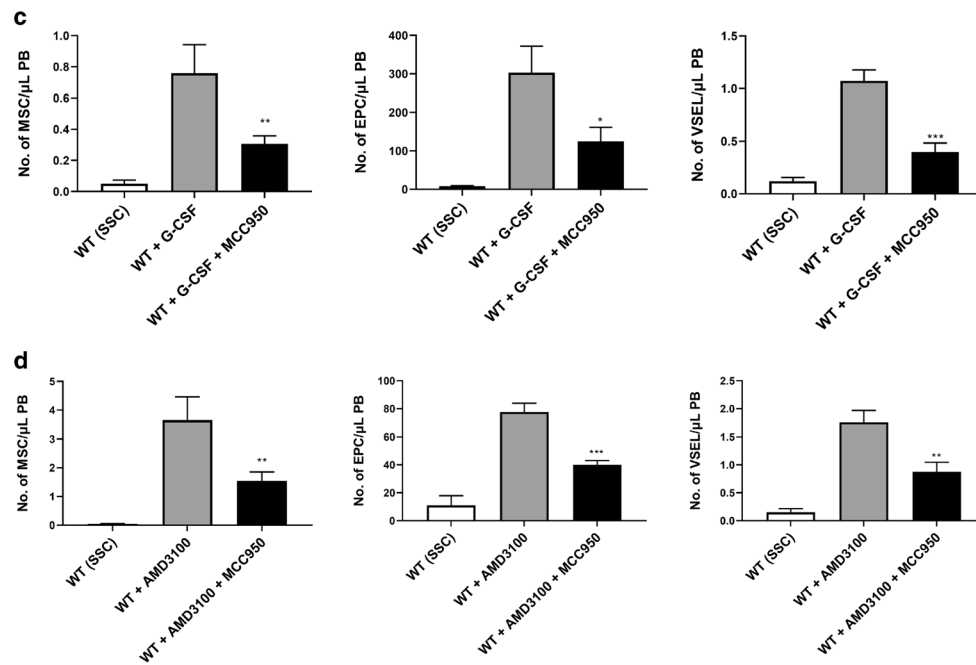 c
No. of MSC/µL PB
1.0
0.8
0.6
0.4
0.2
0.0
**
WT (SSC)
WT + G-CSF
WT + G-CSF + MCC950
No. of EPC/µL PB
400
300
200
100
0
*
WT (SSC)
WT + G-CSF
WT + G-CSF + MCC950
No. of VSEL/µL PB
1.5
1.0
0.5
0.0
***
WT (SSC)
WT + G-CSF
WT + G-CSF + MCC950
d
No. of MSC/µL PB
5
4
3
2
1
0
**
WT (SSC)
WT + AMD3100
WT + AMD3100 + MCC950
No. of EPC/µL PB
100
80
60
40
20
0
***
WT (SSC)
WT + AMD3100
WT + AMD3100 + MCC950
No. of VSEL/µL PB
2.5
2.0
1.5
1.0
0.5
0.0
**
WT (SSC)
WT + AMD3100
WT + AMD3100 + MCC950